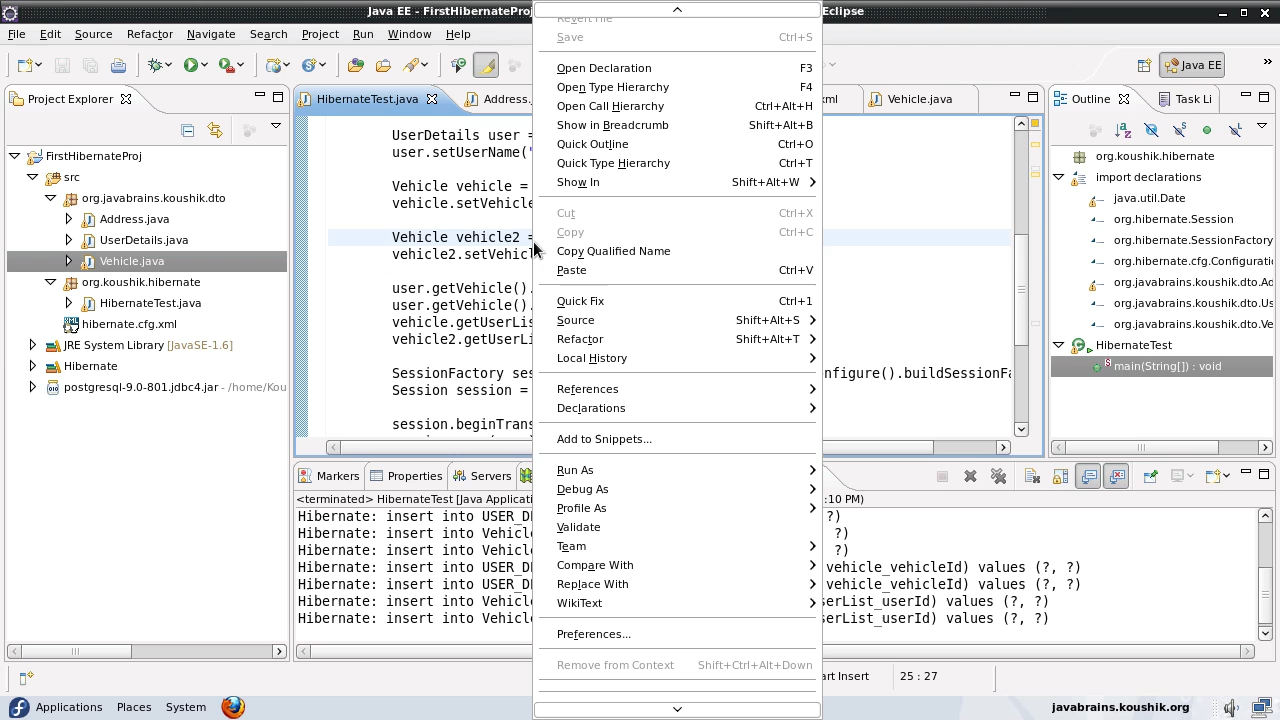 Java EE - FirstHibernateProj
Eclipse
File Edit Source Refactor Navigate Search Project Run Window Help
Java EE
Project Explorer
FirstHibernateProj
src
org.javabrains.koushik.dto
Address.java
UserDetails.java
Vehicle.java
org.koushik.hibernate
HibernateTest.java
hibernate.cfg.xml
JRE System Library [JavaSE-1.6]
Hibernate
postgresql-9.0-801.jdbc4.jar - /home/Kou
HibernateTest.java
Address.
ml
Vehicle.java
UserDetails user =
user.setUserName("
Vehicle vehicle =
vehicle.setVehicle
Vehicle vehicle2 =
vehicle2.setVehicl
user.getVehicle().
user.getVehicle().
vehicle.getUserLis
vehicle2.getUserLi
SessionFactory ses
nfigure().buildSessionFa
Session session =
session.beginTrans
Revert File
Save Ctrl+S
Open Declaration F3
Open Type Hierarchy F4
Open Call Hierarchy Ctrl+Alt+H
Show in Breadcrumb Shift+Alt+B
Quick Outline Ctrl+O
Quick Type Hierarchy Ctrl+T
Show In Shift+Alt+W
Cut Ctrl+X
Copy Ctrl+C
Copy Qualified Name
Paste Ctrl+V
Quick Fix Ctrl+1
Source Shift+Alt+S
Refactor Shift+Alt+T
Local History
References
Declarations
Add to Snippets...
Run As
Debug As
Profile As
Validate
Team
Compare With
Replace With
WikiText
Preferences...
Remove from Context Shift+Ctrl+Alt+Down
Outline
Task Li
org.koushik.hibernate
import declarations
java.util.Date
org.hibernate.Session
org.hibernate.SessionFactory
org.hibernate.cfg.Configurati
org.javabrains.koushik.dto.Ad
org.javabrains.koushik.dto.Us
org.javabrains.koushik.dto.Ve
HibernateTest
main(String[]) : void
Markers
Properties
Servers
<terminated> HibernateTest [Java Applicati
:10 PM)
Hibernate: insert into USER_DE
?)
Hibernate: insert into Vehicle
?)
Hibernate: insert into Vehicle
?)
Hibernate: insert into USER_DE
vehicle_vehicleId) values (?, ?)
Hibernate: insert into USER_DE
vehicle_vehicleId) values (?, ?)
Hibernate: insert into Vehicle
serList_userId) values (?, ?)
Hibernate: insert into Vehicle
serList_userId) values (?, ?)
art Insert
25 : 27
Applications Places System
javabrains.koushik.org